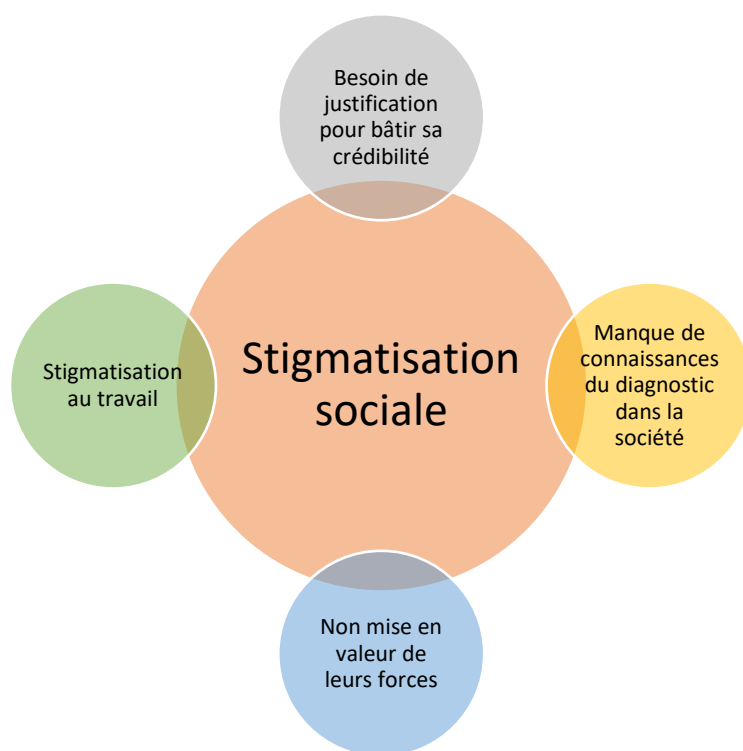 Besoin de
justification
pour bâtir sa
crédibilité
Stigmatisation
au travail
Stigmatisation
sociale
Manque de
connaissances
du diagnostic
dans la
société
Non mise en
valeur de
leurs forces